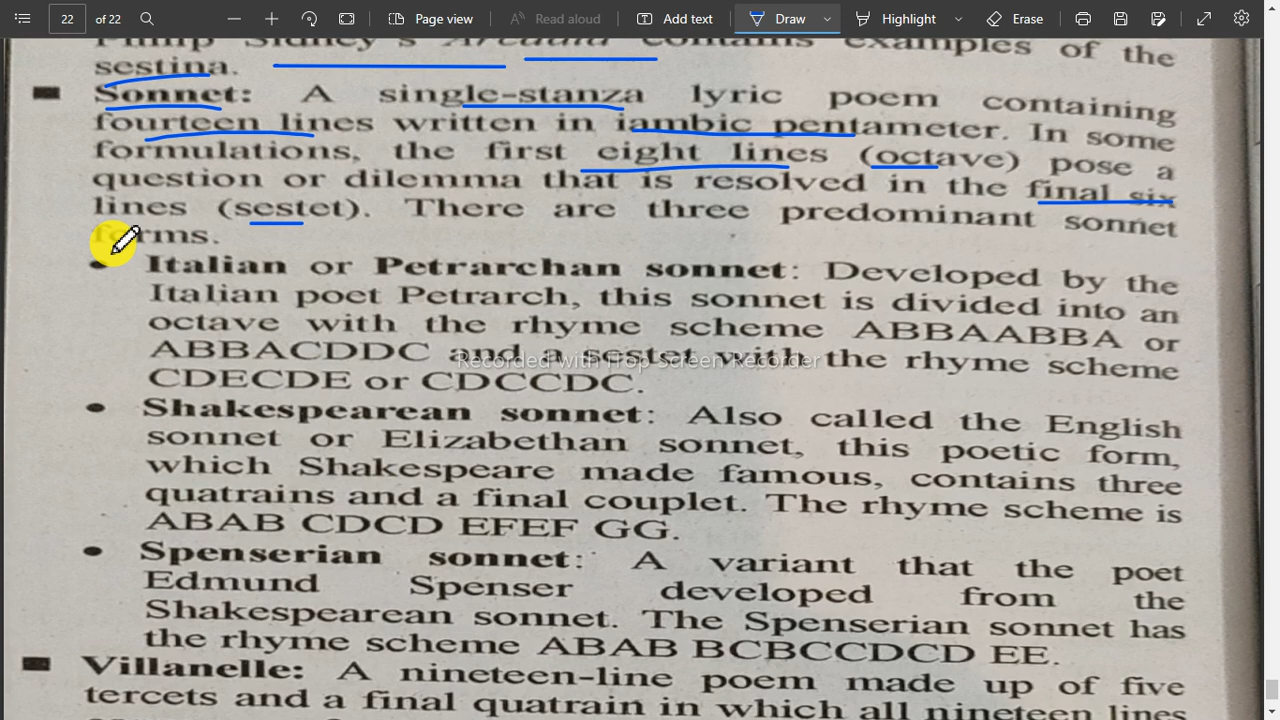 22 of 22 Page view Read aloud Add text Draw Highlight Erase
Philip Sidney's Arcadia contains examples of the
sestina.
Sonnet: A single-stanza lyric poem containing
fourteen lines written in iambic pentameter. In some
formulations, the first eight lines (octave) pose a
question or dilemma that is resolved in the final six
lines (sestet). There are three predominant sonnet
forms.
Italian or Petrarchan sonnet: Developed by the
Italian poet Petrarch, this sonnet is divided into an
octave with the rhyme scheme ABBAABBA or
ABBACDDC and a sestet with the rhyme scheme
Recorded with iTop Screen Recorder
CDECDE or CDCCDC.
Shakespearean sonnet: Also called the English
sonnet or Elizabethan sonnet, this poetic form,
which Shakespeare made famous, contains three
quatrains and a final couplet. The rhyme scheme is
ABAB CDCD EFEF GG.
Spenserian sonnet: A variant that the poet
Edmund Spenser developed from the
Shakespearean sonnet. The Spenserian sonnet has
the rhyme scheme ABAB BCBCCDCD EE.
Villanelle: A nineteen-line poem made up of five
tercets and a final quatrain in which all nineteen lines